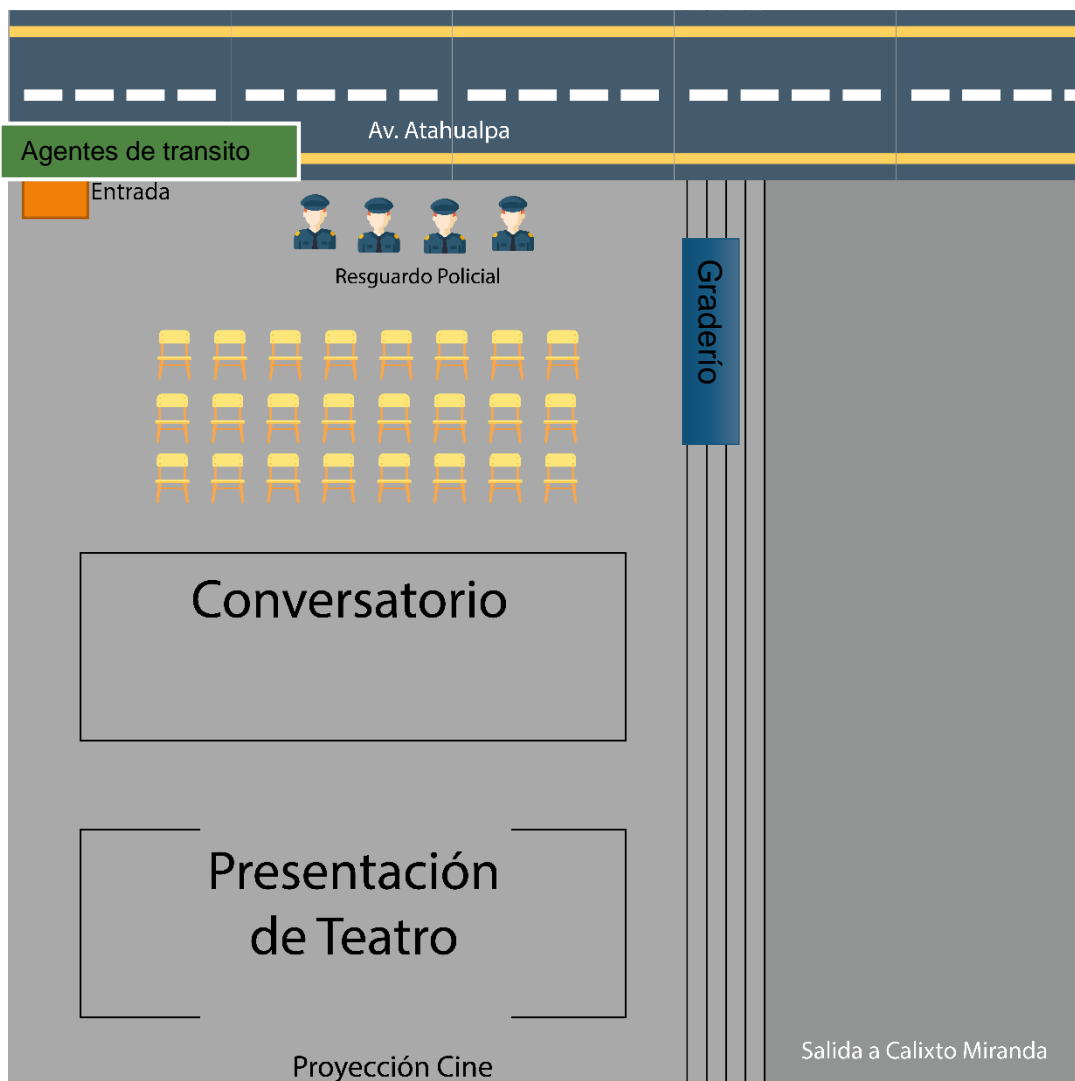 Av. Atahualpa
Agentes de transito
Entrada
Resguardo Policial
Graderío
Conversatorio
Presentación
de Teatro
Salida a Calixto Miranda
Proyección Cine